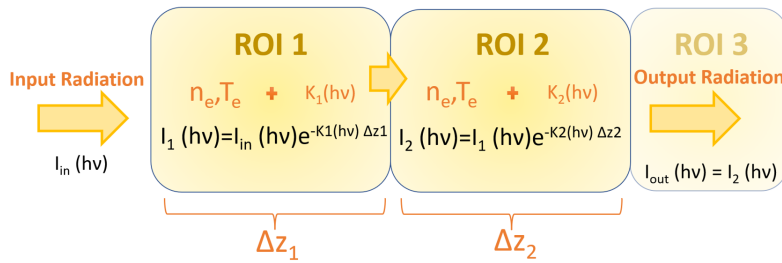 ROI 1
ROI 2
ROI 3
Input Radiation
Output Radiation
nₑ,Tₑ + K₁(hν)
nₑ,Tₑ + K₂(hν)
I₁ (hν)=Iᵢₙ (hν)e^-K1(hν) Δz1
I₂ (hν)=I₁ (hν)e^-K2(hν) Δz2
Iᵢₙ (hν)
Iₒᵤₜ (hν) = I₂ (hν)
Δz₁
Δz₂